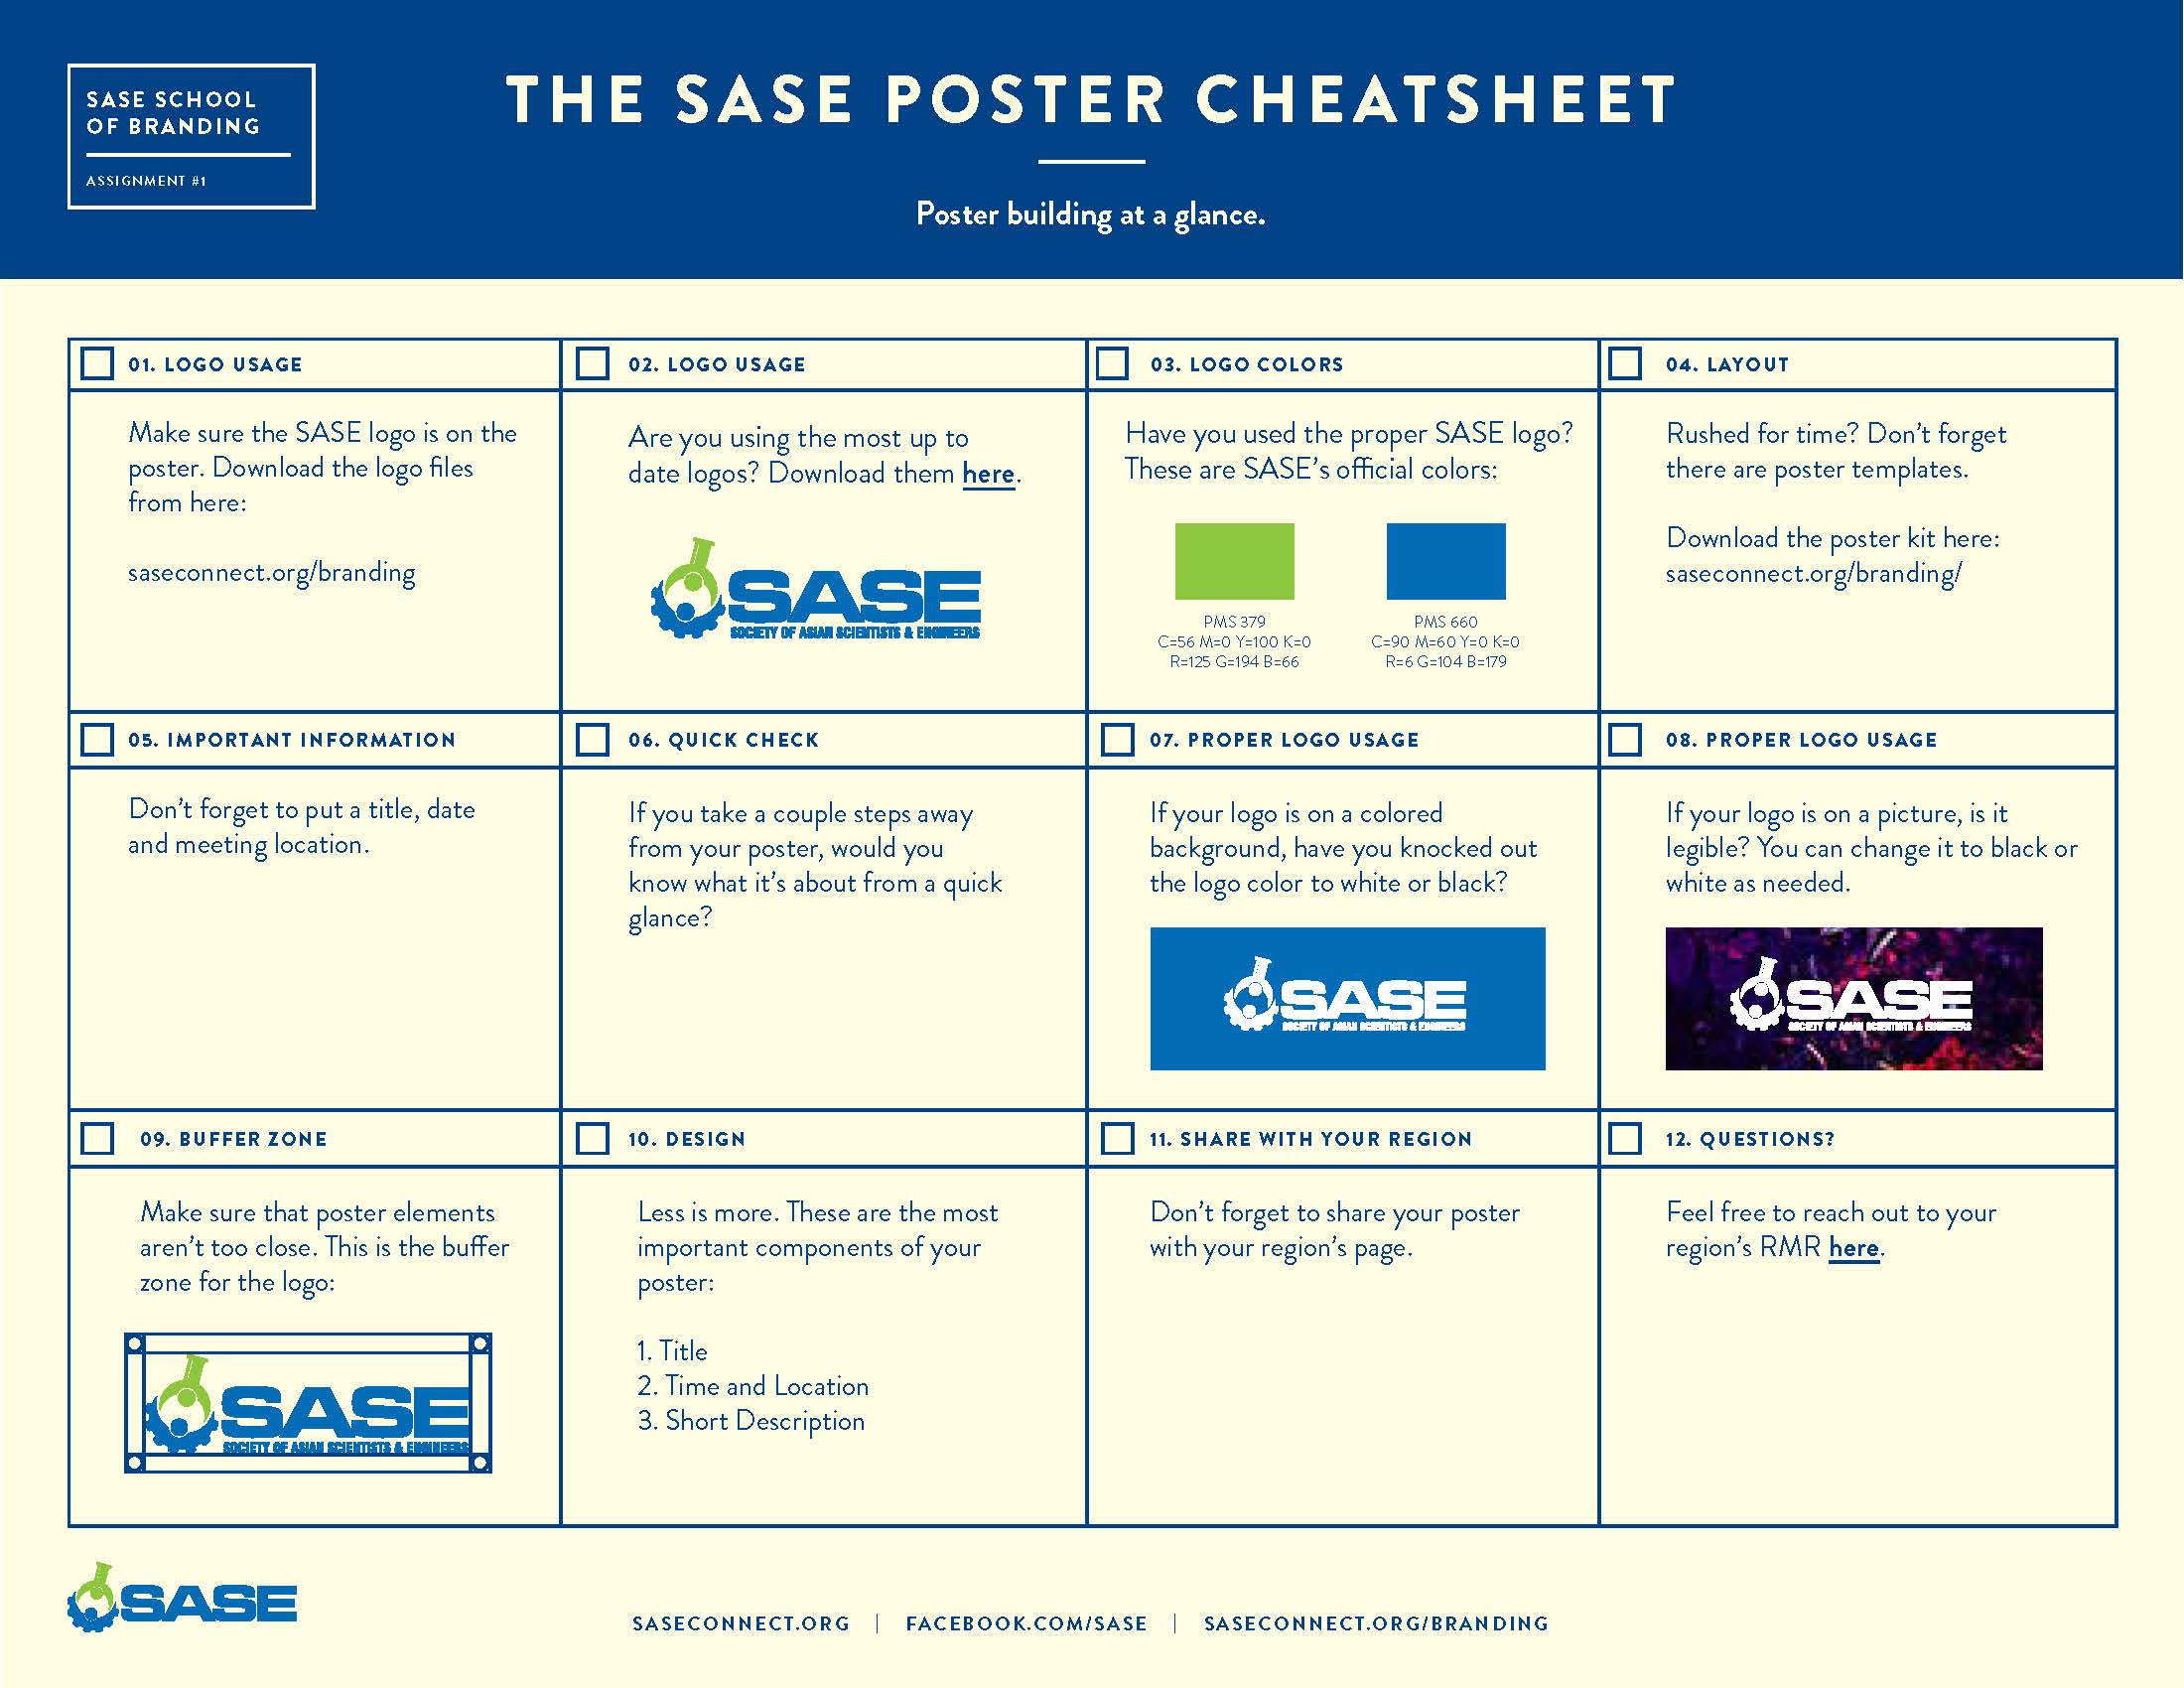 SASE SCHOOL
OF BRANDING
ASSIGNMENT #1
THE SASE POSTER CHEATSHEET
Poster building at a glance.
01. LOGO USAGE
Make sure the SASE logo is on the
poster. Download the logo files
from here:
saseconnect.org/branding
02. LOGO USAGE
Are you using the most up to
date logos? Download them here.
SASE
SOCIETY OF ASIAN SCIENTISTS & ENGINEERS
03. LOGO COLORS
Have you used the proper SASE logo?
These are SASE's official colors:
PMS 379
C=56 M=0 Y=100 K=0
R=125 G=194 B=66
PMS 660
C=90 M=60 Y=0 K=0
R=6 G=104 B=179
04. LAYOUT
Rushed for time? Don't forget
there are poster templates.
Download the poster kit here:
saseconnect.org/branding/
05. IMPORTANT INFORMATION
Don't forget to put a title, date
and meeting location.
06. QUICK CHECK
If you take a couple steps away
from your poster, would you
know what it's about from a quick
glance?
07. PROPER LOGO USAGE
If your logo is on a colored
background, have you knocked out
the logo color to white or black?
SASE
SOCIETY OF ASIAN SCIENTISTS & ENGINEERS
08. PROPER LOGO USAGE
If your logo is on a picture, is it
legible? You can change it to black or
white as needed.
SASE
SOCIETY OF ASIAN SCIENTISTS & ENGINEERS
09. BUFFER ZONE
Make sure that poster elements
aren't too close. This is the buffer
zone for the logo:
SASE
SOCIETY OF ASIAN SCIENTISTS & ENGINEERS
10. DESIGN
Less is more. These are the most
important components of your
poster:
1. Title
2. Time and Location
3. Short Description
11. SHARE WITH YOUR REGION
Don't forget to share your poster
with your region's page.
12. QUESTIONS?
Feel free to reach out to your
region's RMR here.
SASE
SASECONNECT.ORG | FACEBOOK.COM/SASE | SASECONNECT.ORG/BRANDING